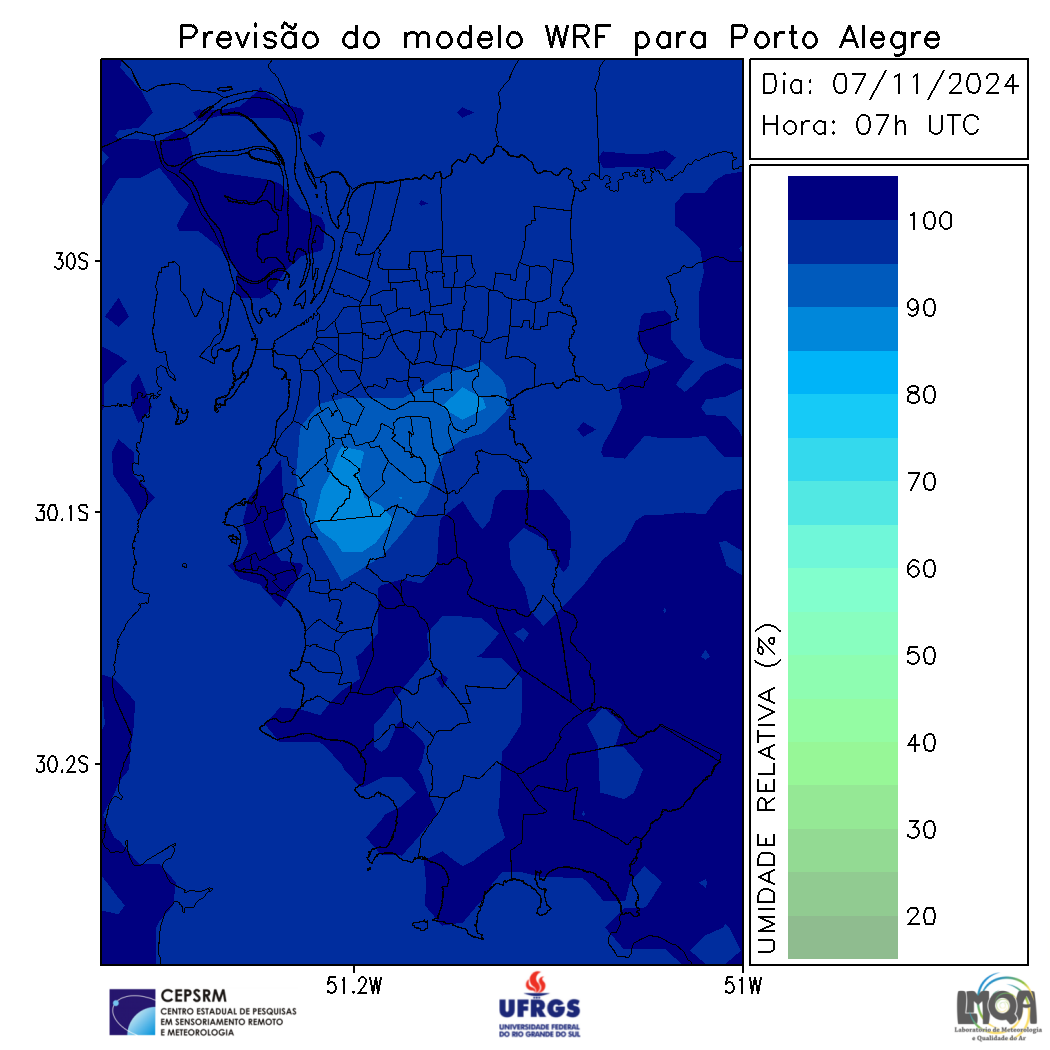 Previsão do modelo WRF para Porto Alegre
Dia: 07/11/2024
Hora: 07h UTC
30S
30.1S
30.2S
51.2W
51W
100
90
80
70
60
50
40
30
20
UMIDADE RELATIVA (%)
CEPSRM
CENTRO ESTADUAL DE PESQUISAS
EM SENSORIAMENTO REMOTO
E METEOROLOGIA
UFRGS
UNIVERSIDADE FEDERAL
DO RIO GRANDE DO SUL
LMQA
Laboratório de Meteorologia
e Qualidade do Ar